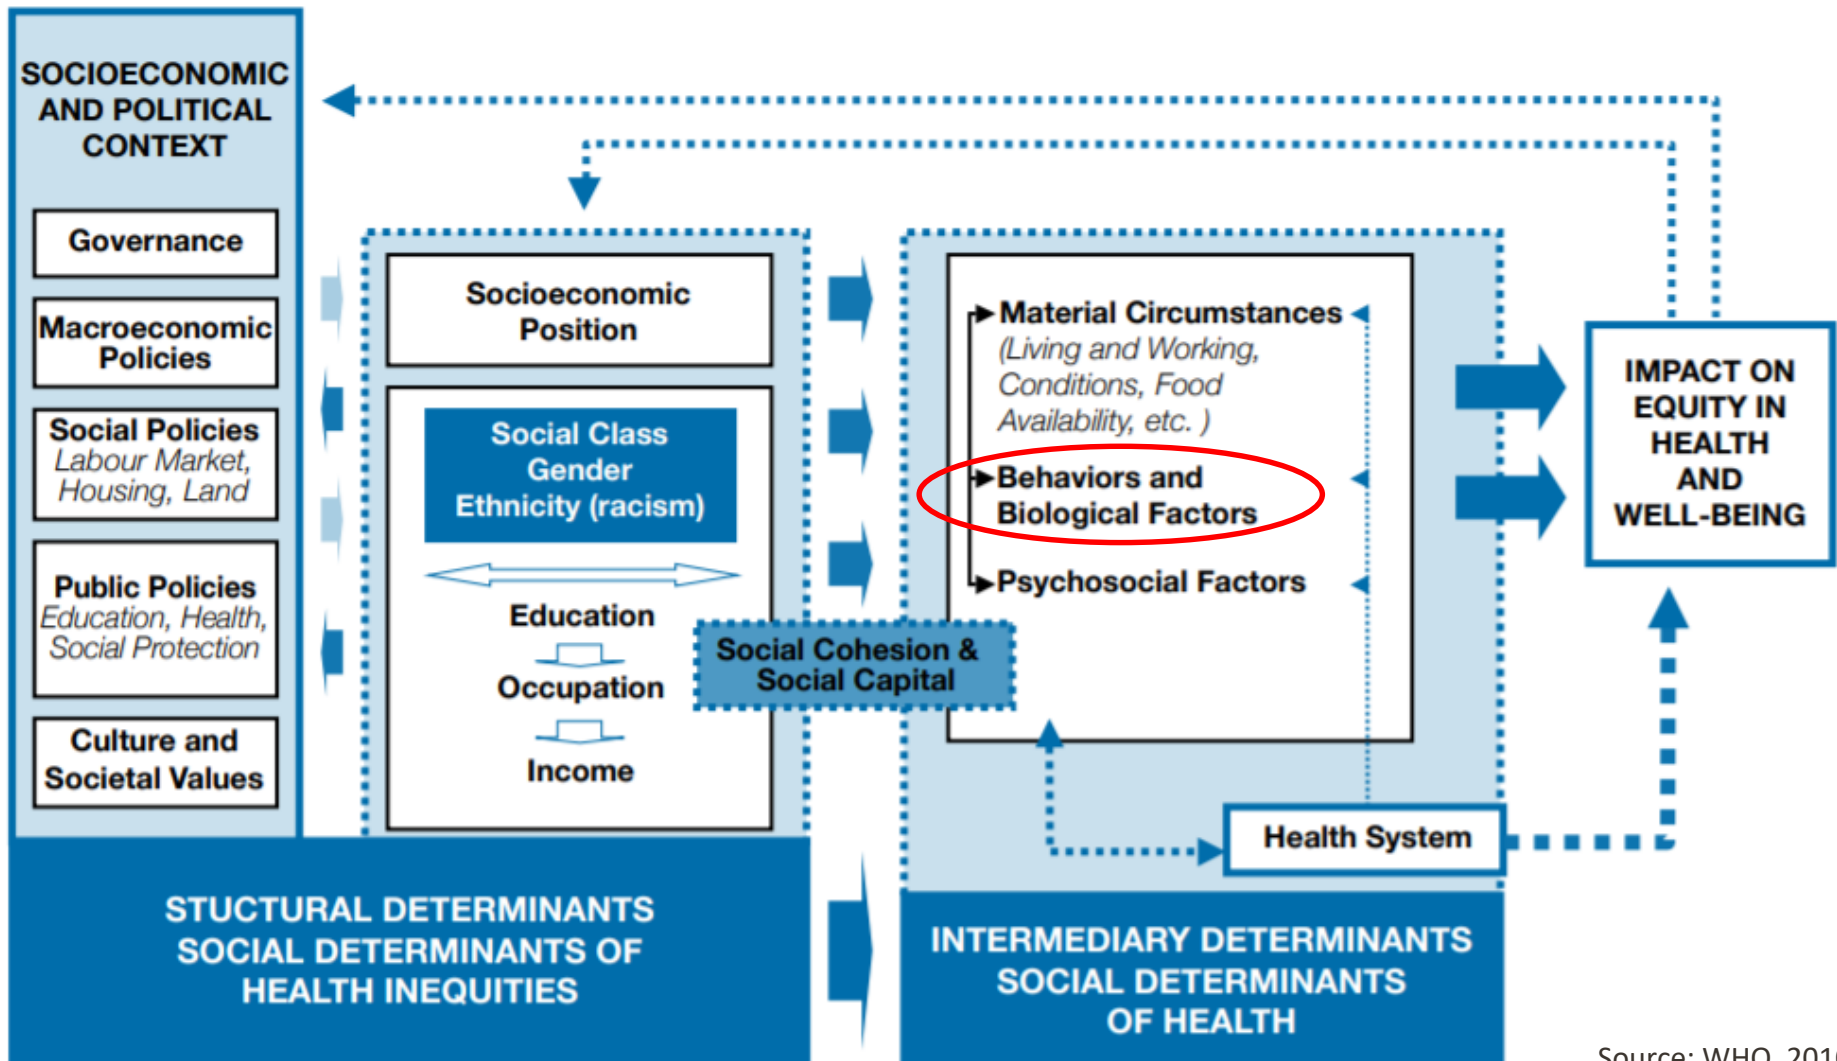 SOCIOECONOMIC
AND POLITICAL
CONTEXT
Governance
Macroeconomic
Policies
Social Policies
Labour Market,
Housing, Land
Public Policies
Education, Health,
Social Protection
Culture and
Societal Values
Socioeconomic
Position
Social Class
Gender
Ethnicity (racism)
Education
Occupation
Income
Social Cohesion &
Social Capital
Material Circumstances
(Living and Working,
Conditions, Food
Availability, etc. )
Behaviors and
Biological Factors
Psychosocial Factors
Health System
IMPACT ON
EQUITY IN
HEALTH
AND
WELL-BEING
STUCTURAL DETERMINANTS
SOCIAL DETERMINANTS OF
HEALTH INEQUITIES
INTERMEDIARY DETERMINANTS
SOCIAL DETERMINANTS
OF HEALTH
Source: WHO, 2010